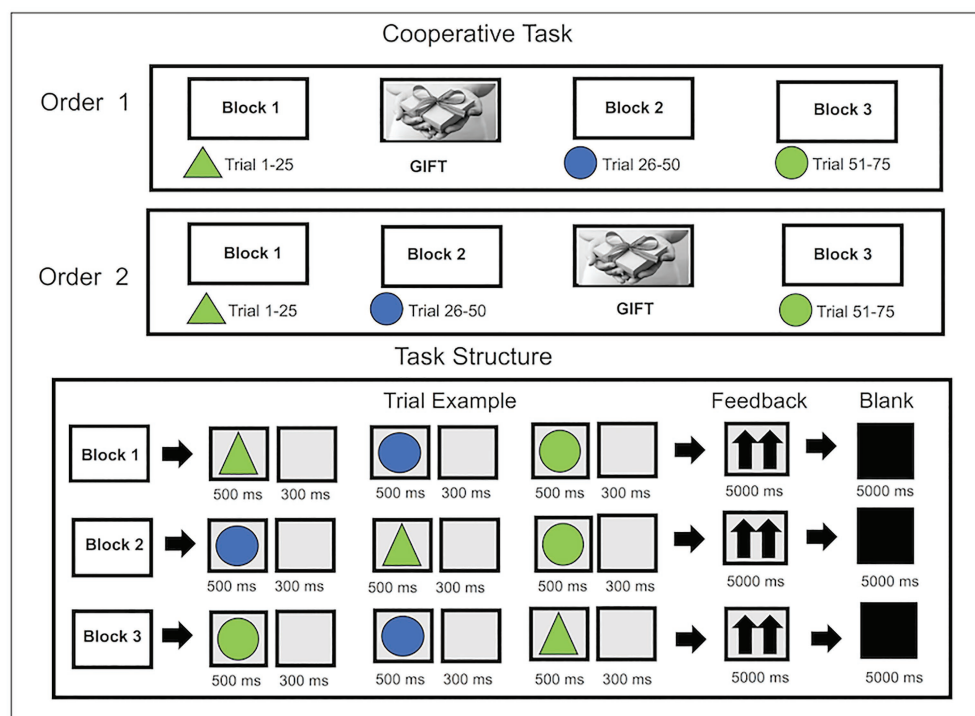 Cooperative Task
Order 1
Block 1
Block 2
Block 3
Trial 1-25
GIFT
Trial 26-50
Trial 51-75
Order 2
Block 1
Block 2
Block 3
Trial 1-25
Trial 26-50
GIFT
Trial 51-75
Task Structure
Trial Example
Feedback
Blank
Block 1
500 ms 300 ms 500 ms 300 ms 500 ms 300 ms 5000 ms 5000 ms
Block 2
500 ms 300 ms 500 ms 300 ms 500 ms 300 ms 5000 ms 5000 ms
Block 3
500 ms 300 ms 500 ms 300 ms 500 ms 300 ms 5000 ms 5000 ms